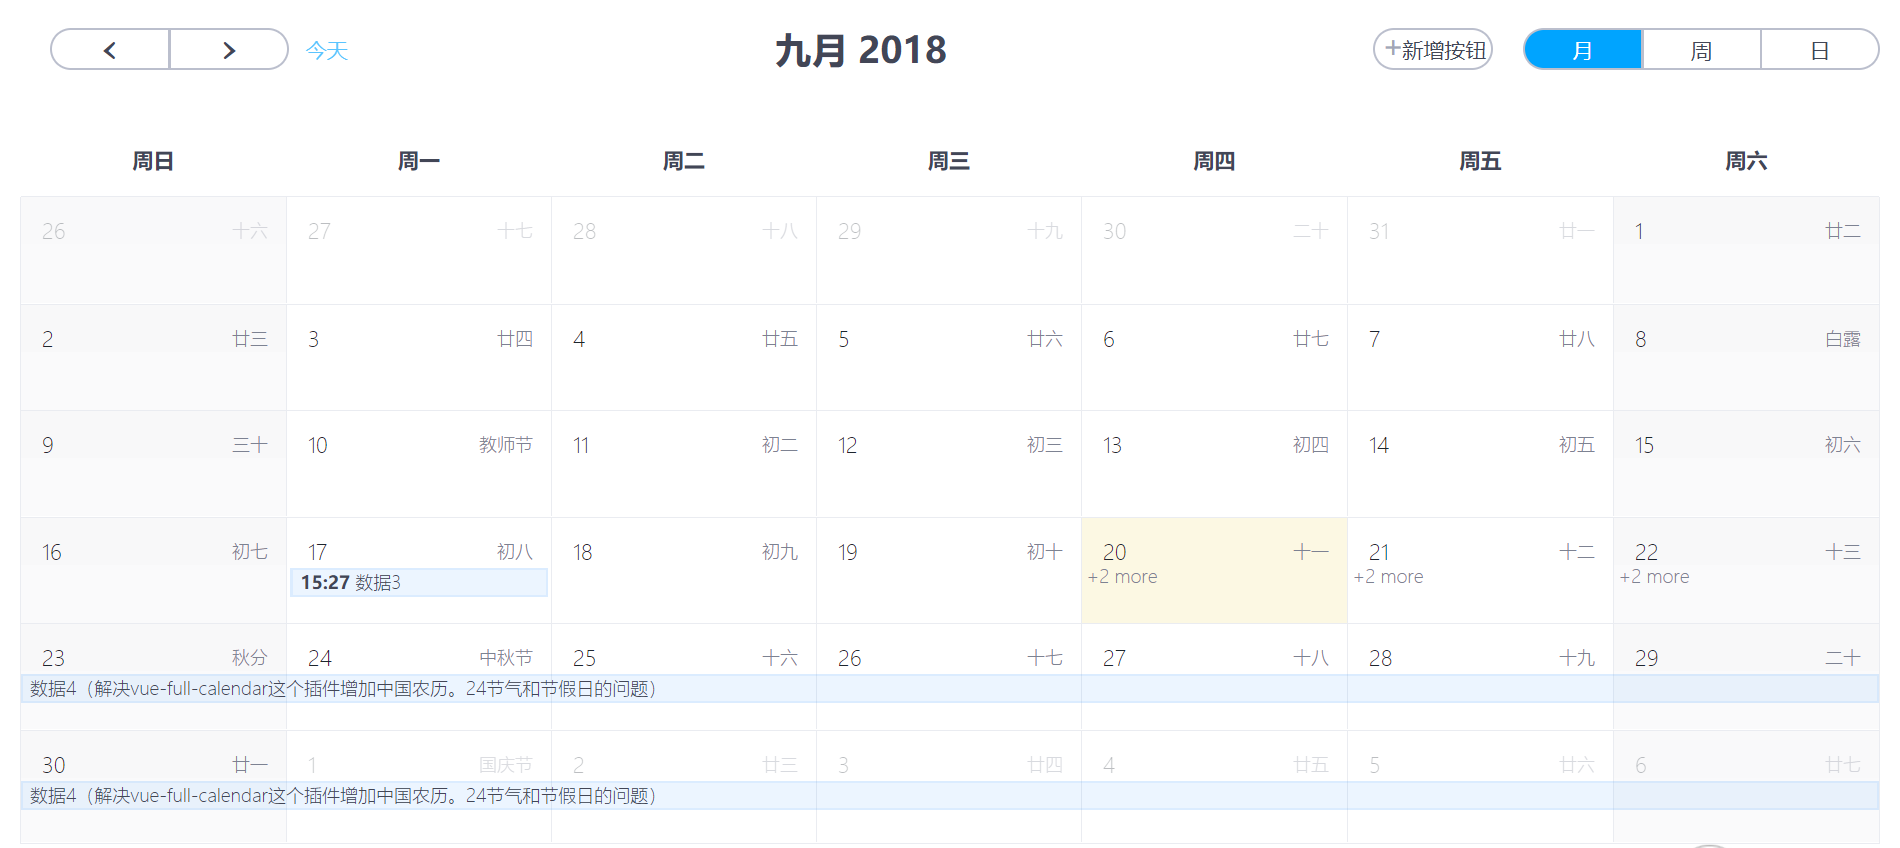 < > 今天 九月 2018 +新增按钮 月 周 日
周日 周一 周二 周三 周四 周五 周六
26 十六 27 十七 28 十八 29 十九 30 二十 31 廿一 1 廿二
2 廿三 3 廿四 4 廿五 5 廿六 6 廿七 7 廿八 8 白露
9 三十 10 教师节 11 初二 12 初三 13 初四 14 初五 15 初六
16 初七 17 初八 18 初九 19 初十 20 十一 21 十二 22 十三
15:27 数据3 +2 more +2 more +2 more
23 秋分 24 中秋节 25 十六 26 十七 27 十八 28 十九 29 二十
数据4（解决vue-full-calendar这个插件增加中国农历。24节气和节假日的问题）
30 廿一 1 国庆节 2 廿三 3 廿四 4 廿五 5 廿六 6 廿七
数据4（解决vue-full-calendar这个插件增加中国农历。24节气和节假日的问题）